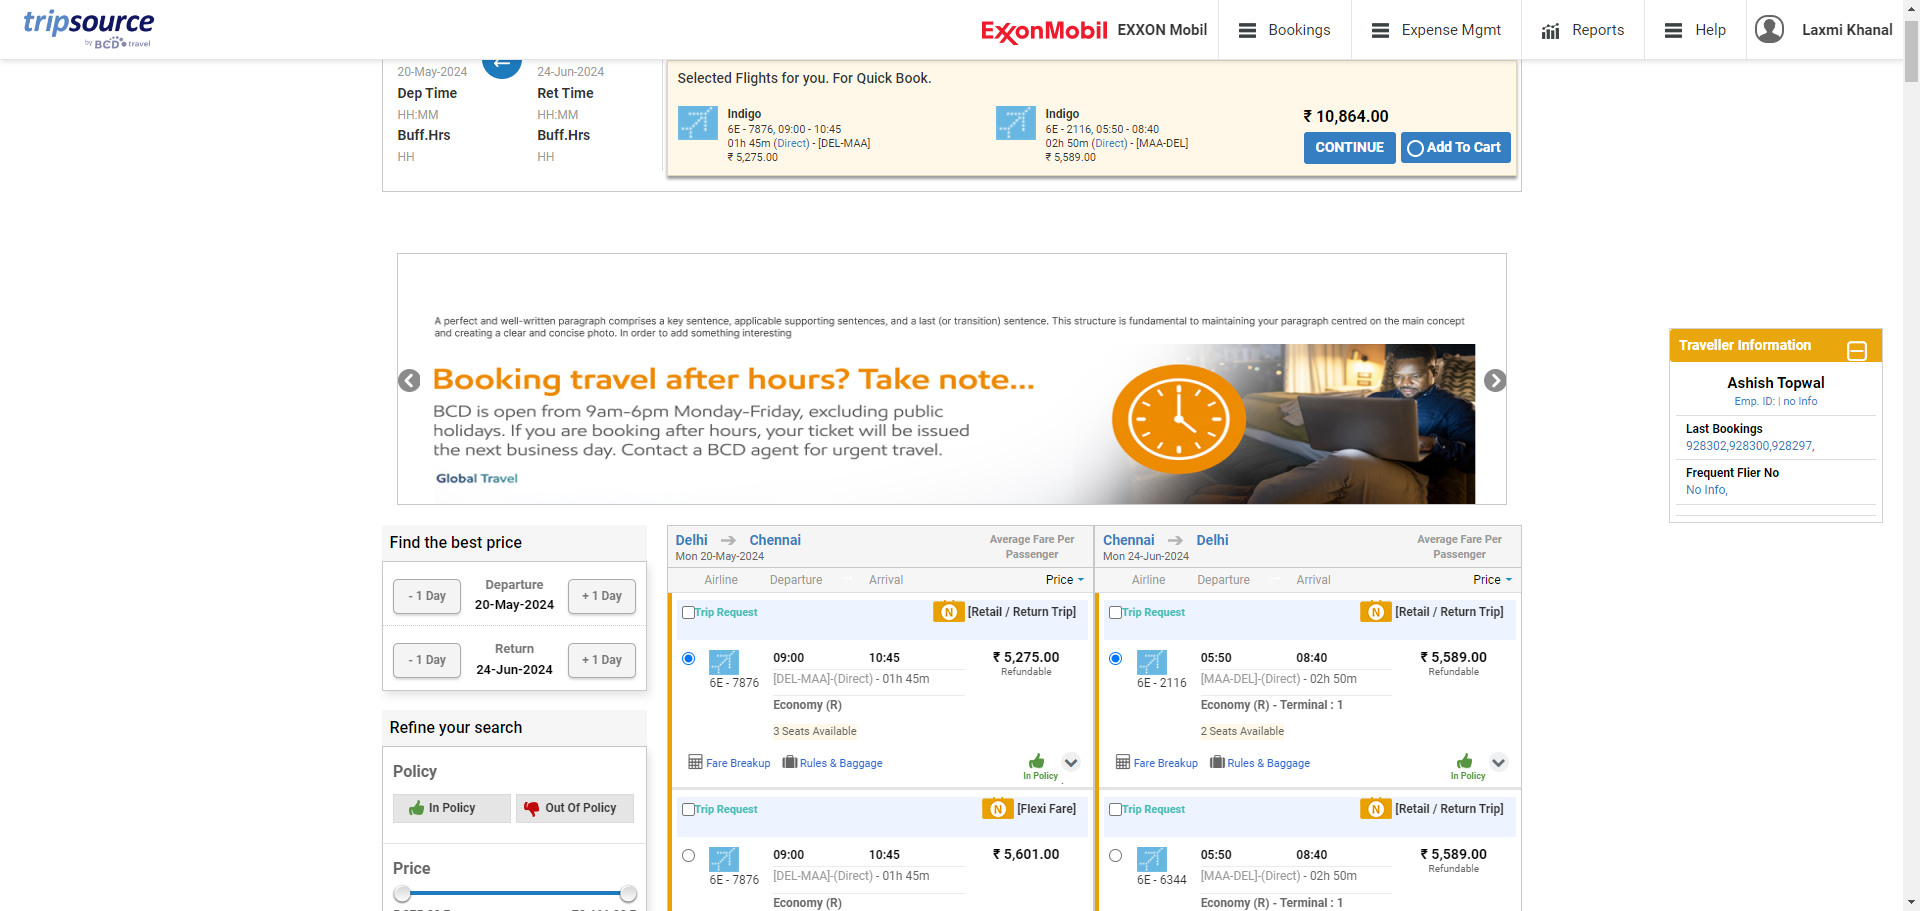 tripsource
by BCD travel
ExxonMobil
EXXON Mobil
Bookings
Expense Mgmt
Reports
Help
Laxmi Khanal
20-May-2024
24-Jun-2024
Dep Time
Ret Time
HH:MM
HH:MM
Buff.Hrs
Buff.Hrs
HH
HH
Selected Flights for you. For Quick Book.
Indigo
6E - 7876, 09:00 - 10:45
01h 45m (Direct) - [DEL-MAA]
₹ 5,275.00
Indigo
6E - 2116, 05:50 - 08:40
02h 50m (Direct) - [MAA-DEL]
₹ 5,589.00
₹ 10,864.00
CONTINUE
Add To Cart
A perfect and well-written paragraph comprises a key sentence, applicable supporting sentences, and a last (or transition) sentence. This structure is fundamental to maintaining your paragraph centred on the main concept
and creating a clear and concise photo. In order to add something interesting
Booking travel after hours? Take note...
BCD is open from 9am-6pm Monday-Friday, excluding public
holidays. If you are booking after hours, your ticket will be issued
the next business day. Contact a BCD agent for urgent travel.
Global Travel
Traveller Information
Ashish Topwal
Emp. ID: | no Info
Last Bookings
928302,928300,928297,
Frequent Flier No
No Info,
Find the best price
- 1 Day
Departure
20-May-2024
+ 1 Day
- 1 Day
Return
24-Jun-2024
+ 1 Day
Refine your search
Policy
In Policy
Out Of Policy
Price
Delhi
Chennai
Mon 20-May-2024
Average Fare Per
Passenger
Airline
Departure
Arrival
Price
Trip Request
N
[Retail / Return Trip]
09:00
10:45
₹ 5,275.00
Refundable
6E - 7876
[DEL-MAA]-(Direct) - 01h 45m
Economy (R)
3 Seats Available
Fare Breakup
Rules & Baggage
In Policy
Trip Request
N
[Flexi Fare]
09:00
10:45
₹ 5,601.00
6E - 7876
[DEL-MAA]-(Direct) - 01h 45m
Economy (R)
Chennai
Delhi
Mon 24-Jun-2024
Average Fare Per
Passenger
Airline
Departure
Arrival
Price
Trip Request
N
[Retail / Return Trip]
05:50
08:40
₹ 5,589.00
Refundable
6E - 2116
[MAA-DEL]-(Direct) - 02h 50m
Economy (R) - Terminal : 1
2 Seats Available
Fare Breakup
Rules & Baggage
In Policy
Trip Request
N
[Retail / Return Trip]
05:50
08:40
₹ 5,589.00
Refundable
6E - 6344
[MAA-DEL]-(Direct) - 02h 50m
Economy (R) - Terminal : 1